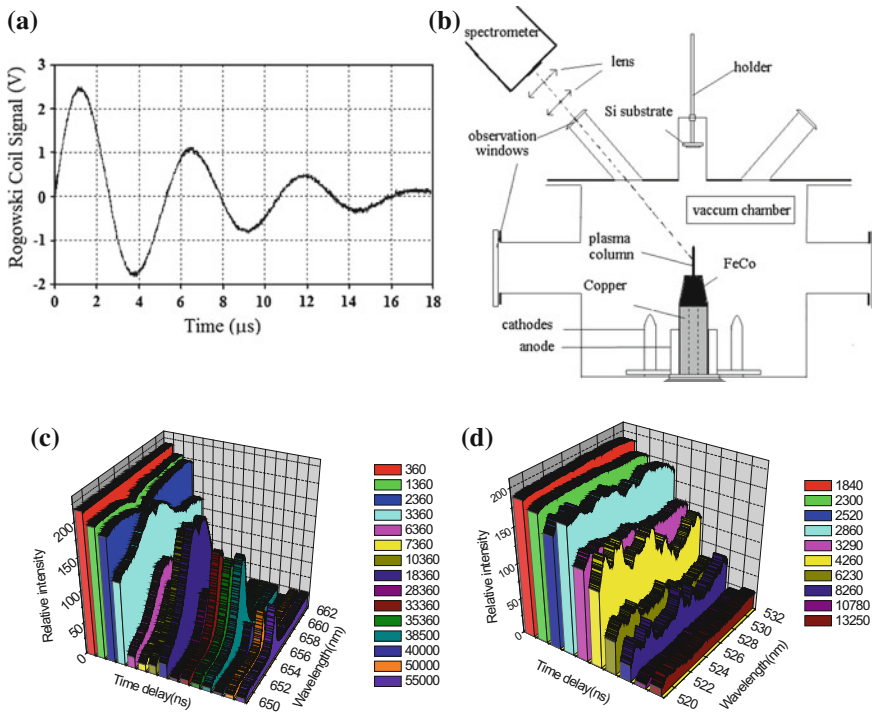 (a)
3
2
1
0
-1
-2
0 2 4 6 8 10 12 14 16 18
Rogowski Coil Signal (V)
Time (µs)
(b)
spectrometer
lens
holder
Si substrate
observation
windows
vaccum chamber
plasma
column
FeCo
Copper
cathodes
anode
(c)
200
150
100
50
0
Relative intensity
Time delay(ns)
650
652
654
656
658
660
662
Wavelength(nm)
360
1360
2360
3360
6360
7360
10360
18360
28360
33360
35360
38500
40000
50000
55000
(d)
200
150
100
50
0
Relative intensity
Time delay(ns)
520
522
524
526
528
530
532
Wavelength(nm)
1840
2300
2520
2860
3290
4260
6230
8260
10780
13250